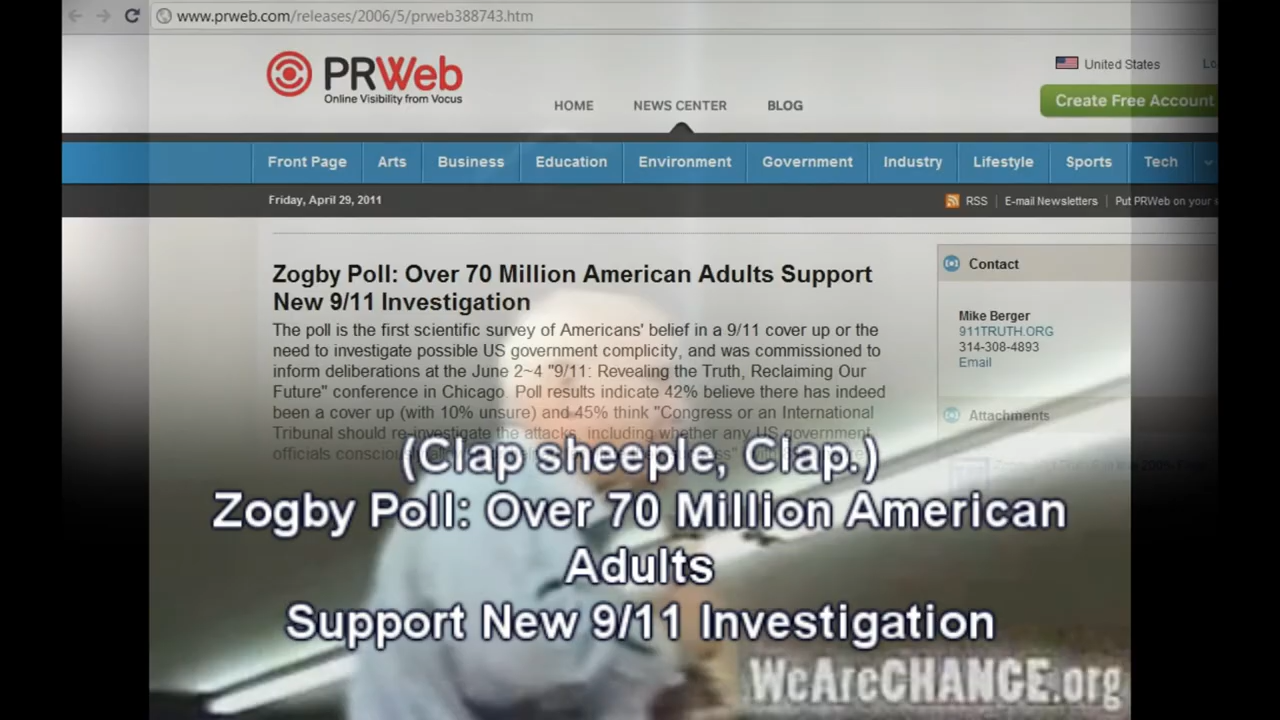 www.prweb.com/releases/2006/5/prweb388743.htm
PRWeb
Online Visibility from Vocus
United States
HOME NEWS CENTER BLOG
Create Free Account
Front Page Arts Business Education Environment Government Industry Lifestyle Sports Tech
Friday, April 29, 2011
RSS | E-mail Newsletters | Put PRWeb on your
Zogby Poll: Over 70 Million American Adults Support
New 9/11 Investigation
The poll is the first scientific survey of Americans' belief in a 9/11 cover up or the
need to investigate possible US government complicity, and was commissioned to
inform deliberations at the June 2~4 "9/11: Revealing the Truth, Reclaiming Our
Future" conference in Chicago. Poll results indicate 42% believe there has indeed
been a cover up (with 10% unsure) and 45% think "Congress or an International
Tribunal should re-investigate the attacks, including whether any US government
officials
Contact
Mike Berger
911TRUTH.ORG
314-308-4893
Email
Attachments
(Clap sheeple, Clap.)
Zogby Poll: Over 70 Million American
Adults
Support New 9/11 Investigation
WeAreCHANGE.org